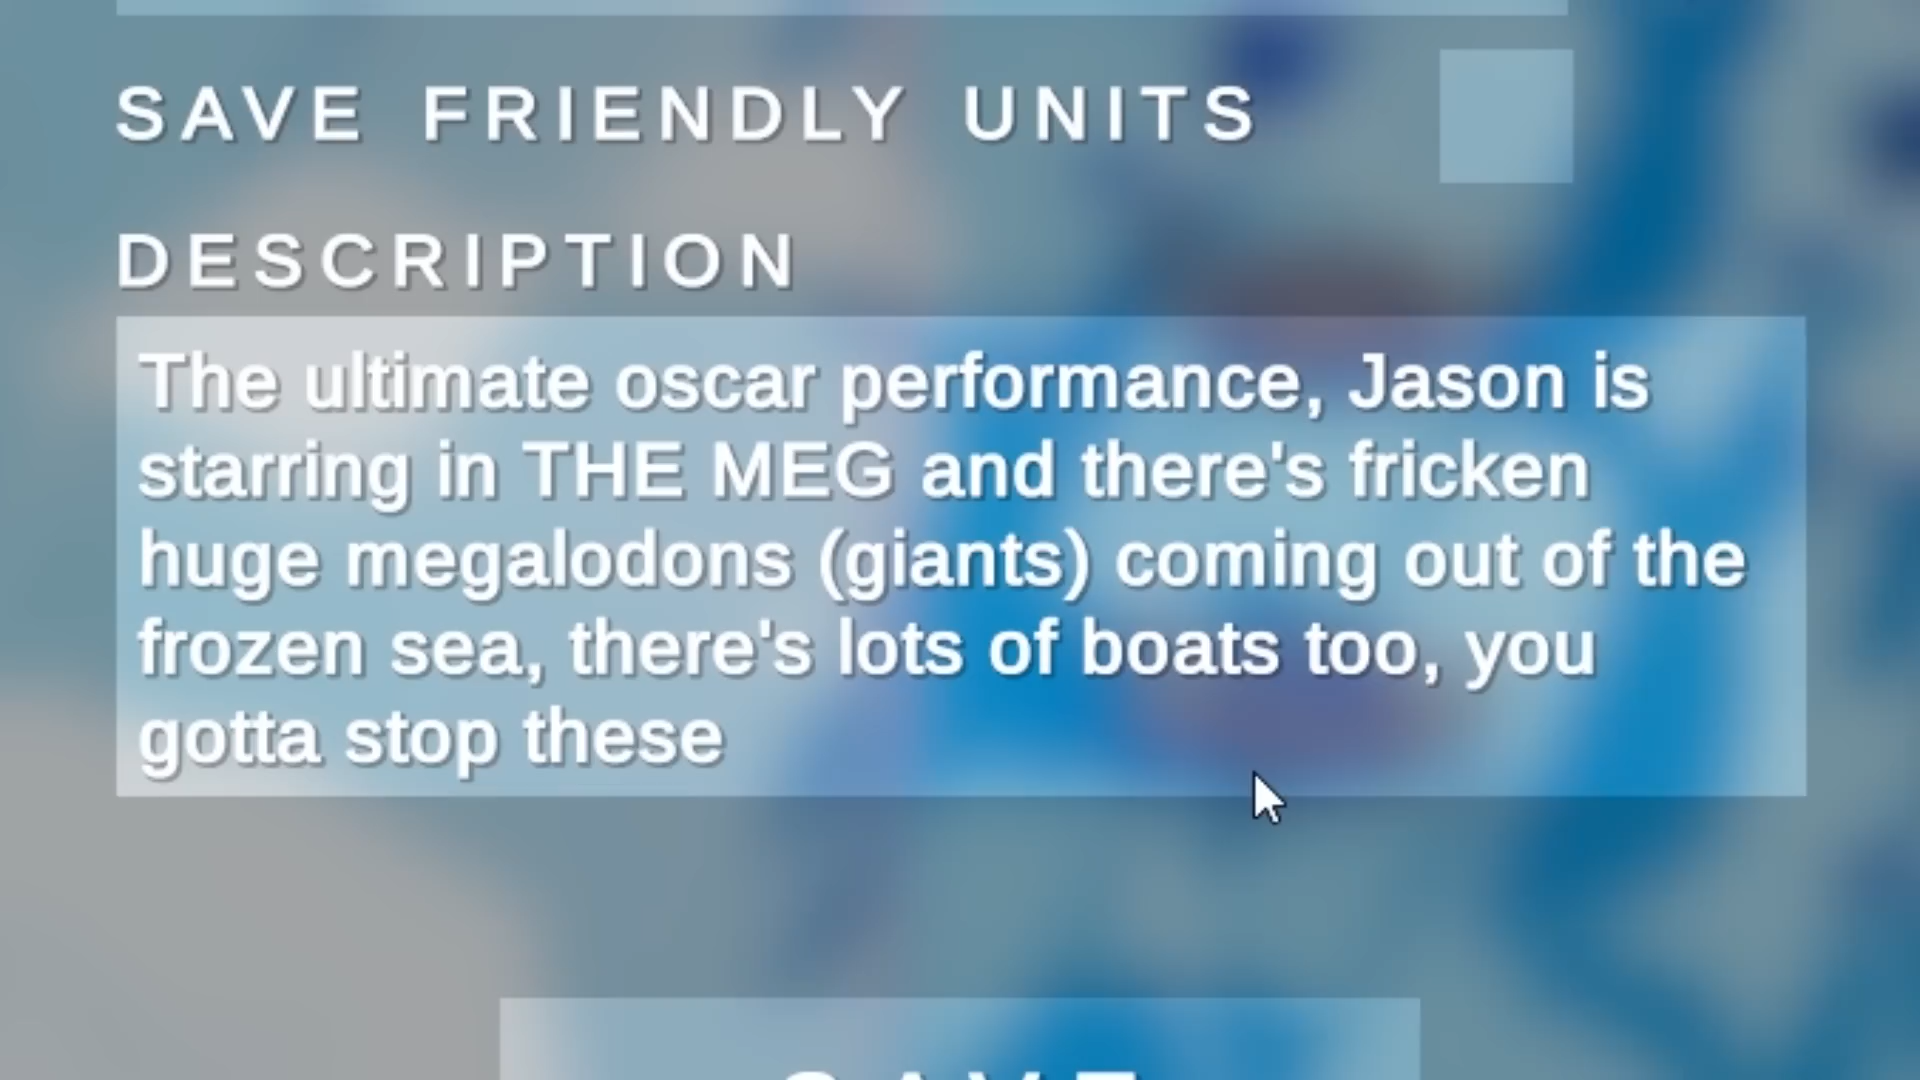 SAVE FRIENDLY UNITS
DESCRIPTION
The ultimate oscar performance, Jason is
starring in THE MEG and there's fricken
huge megalodons (giants) coming out of the
frozen sea, there's lots of boats too, you
gotta stop these
SAVE